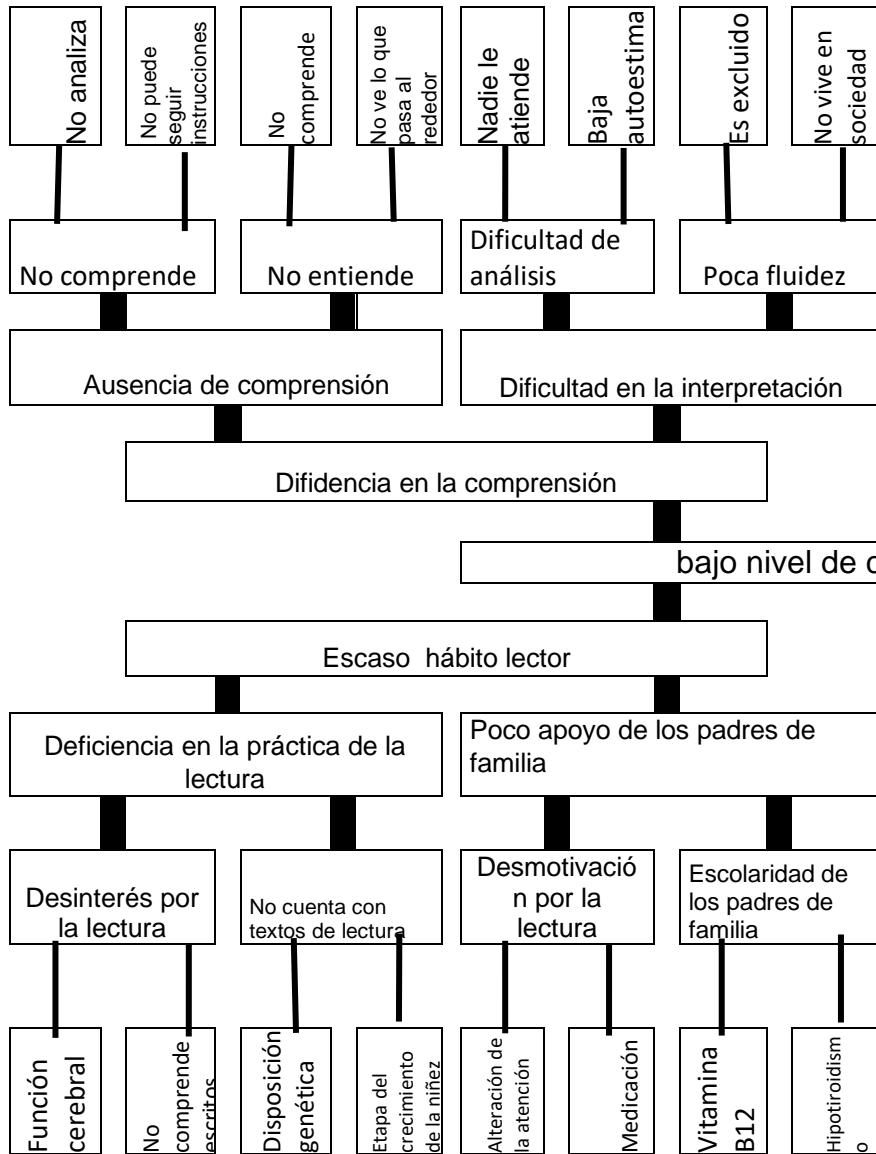 No analiza
No puede
seguir
instrucciones
No
comprende
No ve lo que
pasa al
rededor
Nadie le
atiende
Baja
autoestima
Es excluido
No vive en
sociedad
No comprende
No entiende
Dificultad de
análisis
Poca fluidez
Ausencia de comprensión
Dificultad en la interpretación
Difidencia en la comprensión
bajo nivel de c
Escaso hábito lector
Deficiencia en la práctica de la
lectura
Poco apoyo de los padres de
familia
Desinterés por
la lectura
No cuenta con
textos de lectura
Desmotivació
n por la
lectura
Escolaridad de
los padres de
familia
Función
cerebral
No
comprende
escritos
Disposición
genética
Etapa del
crecimiento
de la niñez
Alteración de
la atención
Medicación
Vitamina
B12
Hipotiroidism
o